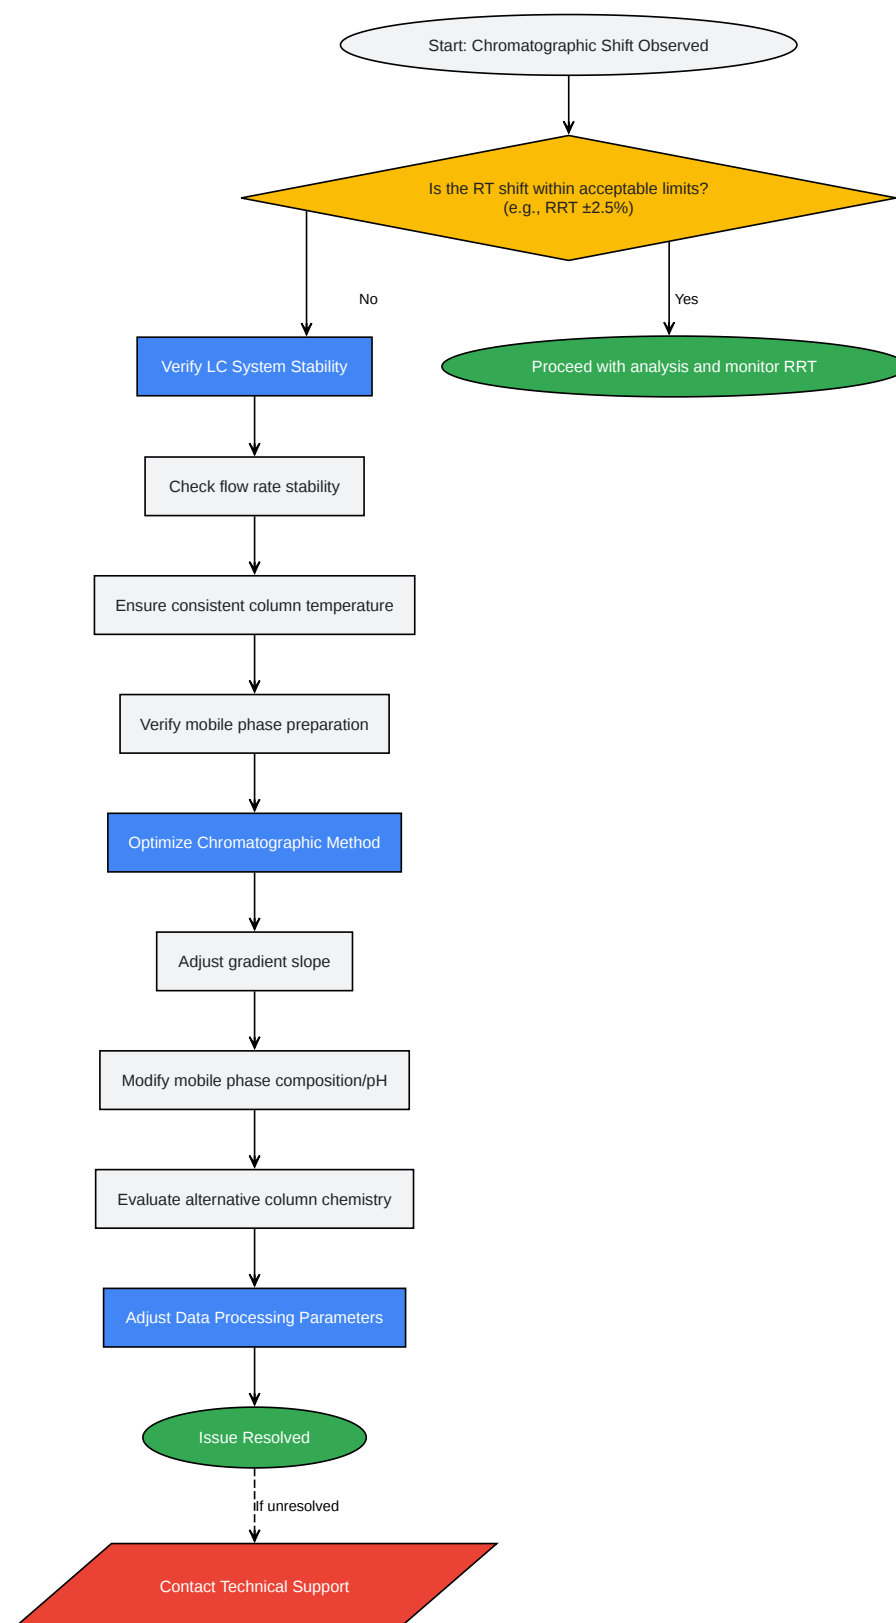 Start: Chromatographic Shift Observed
Is the RT shift within acceptable limits?
(e.g., RRT ±2.5%)
No
Yes
Verify LC System Stability
Proceed with analysis and monitor RRT
Check flow rate stability
Ensure consistent column temperature
Verify mobile phase preparation
Optimize Chromatographic Method
Adjust gradient slope
Modify mobile phase composition/pH
Evaluate alternative column chemistry
Adjust Data Processing Parameters
Issue Resolved
If unresolved
Contact Technical Support